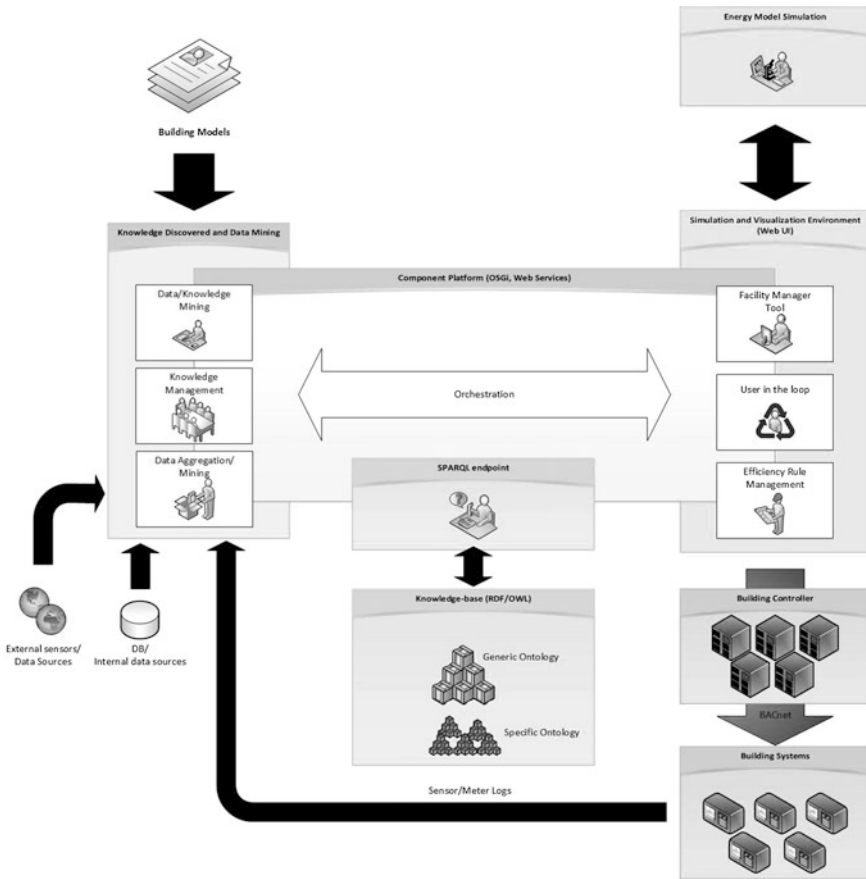 Energy Model Simulation
Building Models
Knowledge Discovered and Data Mining
Simulation and Visualization Environment
(Web UI)
Component Platform (OSGi, Web Services)
Data/Knowledge
Mining
Facility Manager
Tool
Knowledge
Management
Orchestration
User in the loop
Data Aggregation/
Mining
SPARQL endpoint
Efficiency Rule
Management
External sensors/
Data Sources
DB/
Internal data sources
Knowledge-base (RDF/OWL)
Generic Ontology
Specific Ontology
Building Controller
BACnet
Building Systems
Sensor/Meter Logs